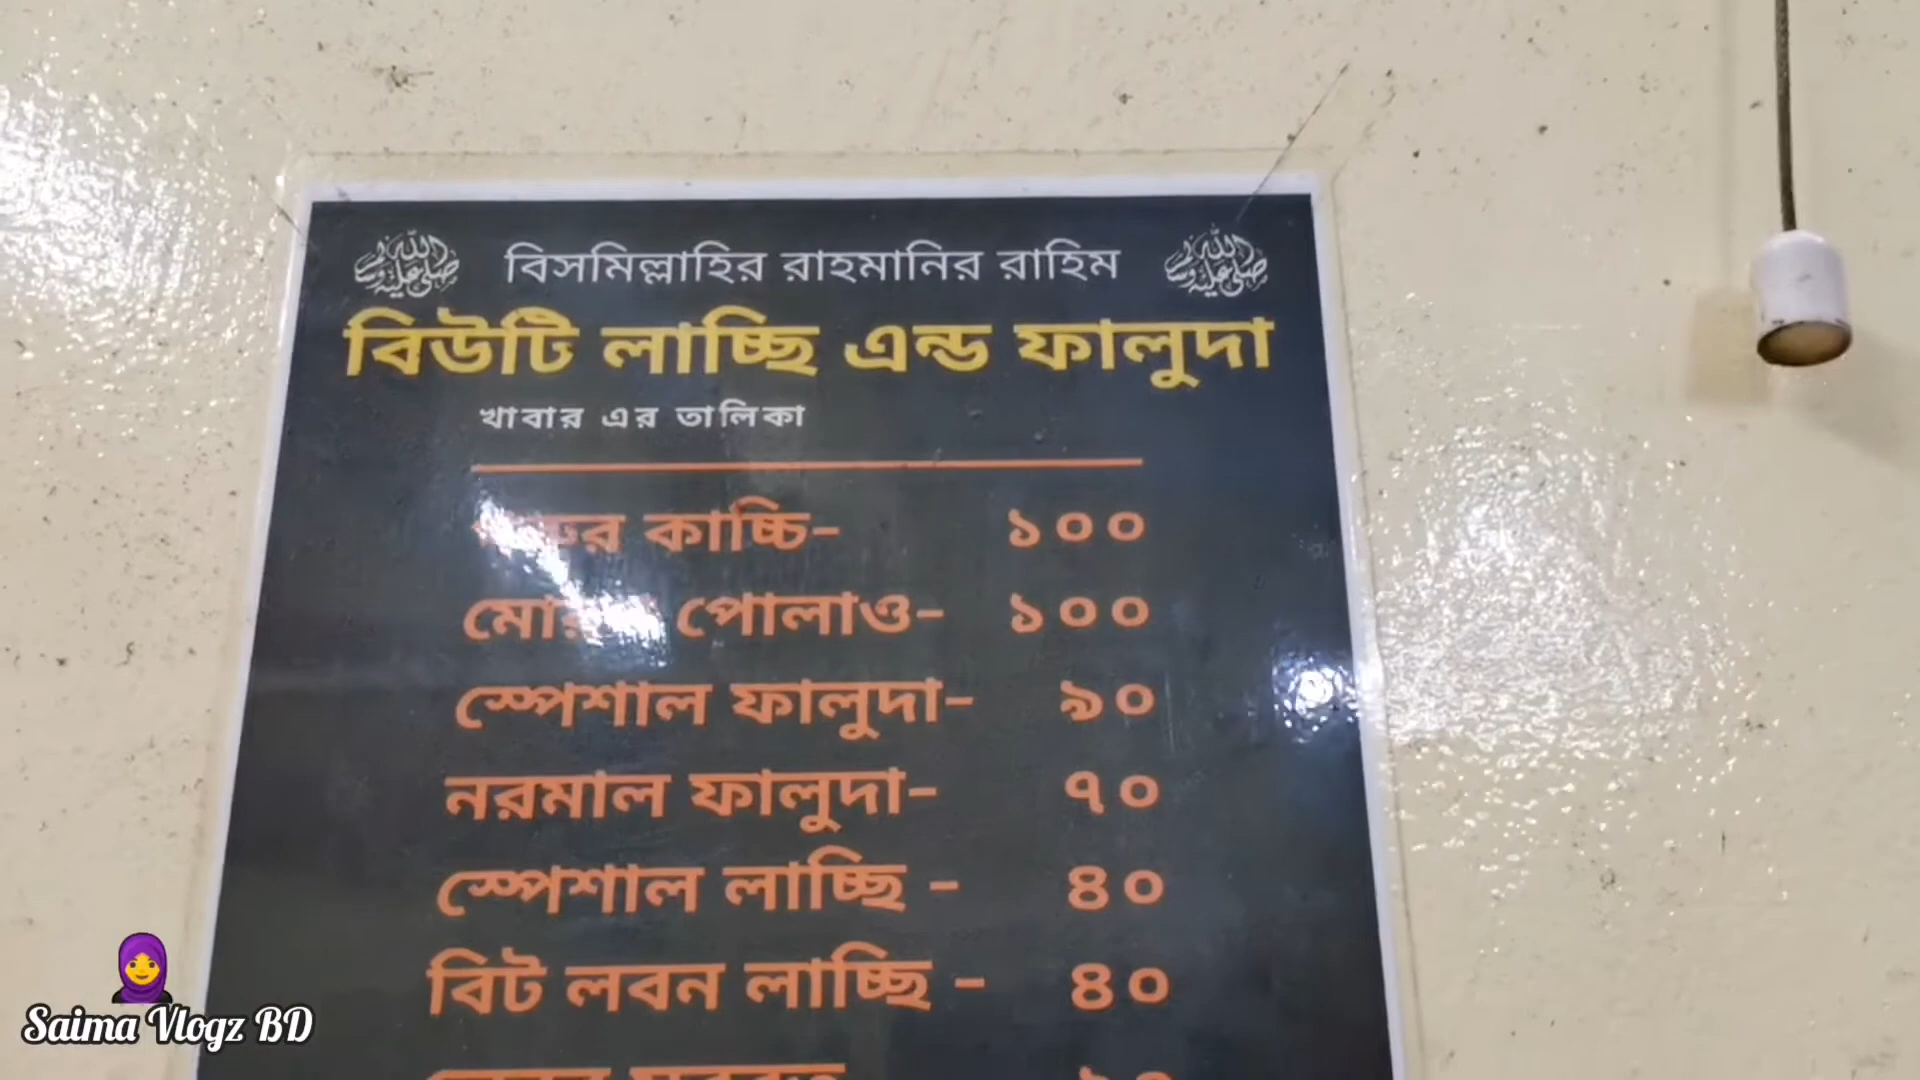 বিসমিল্লাহির রাহমানির রাহিম
বিউটি লাচ্ছি এন্ড ফালুদা
খাবার এর তালিকা
কাচ্চি- ১০০
পোলাও- ১০০
স্পেশাল ফালুদা- ৯০
নরমাল ফালুদা- ৭০
স্পেশাল লাচ্ছি - ৪০
বিট লবন লাচ্ছি - ৪০
Saima Vlogz BD